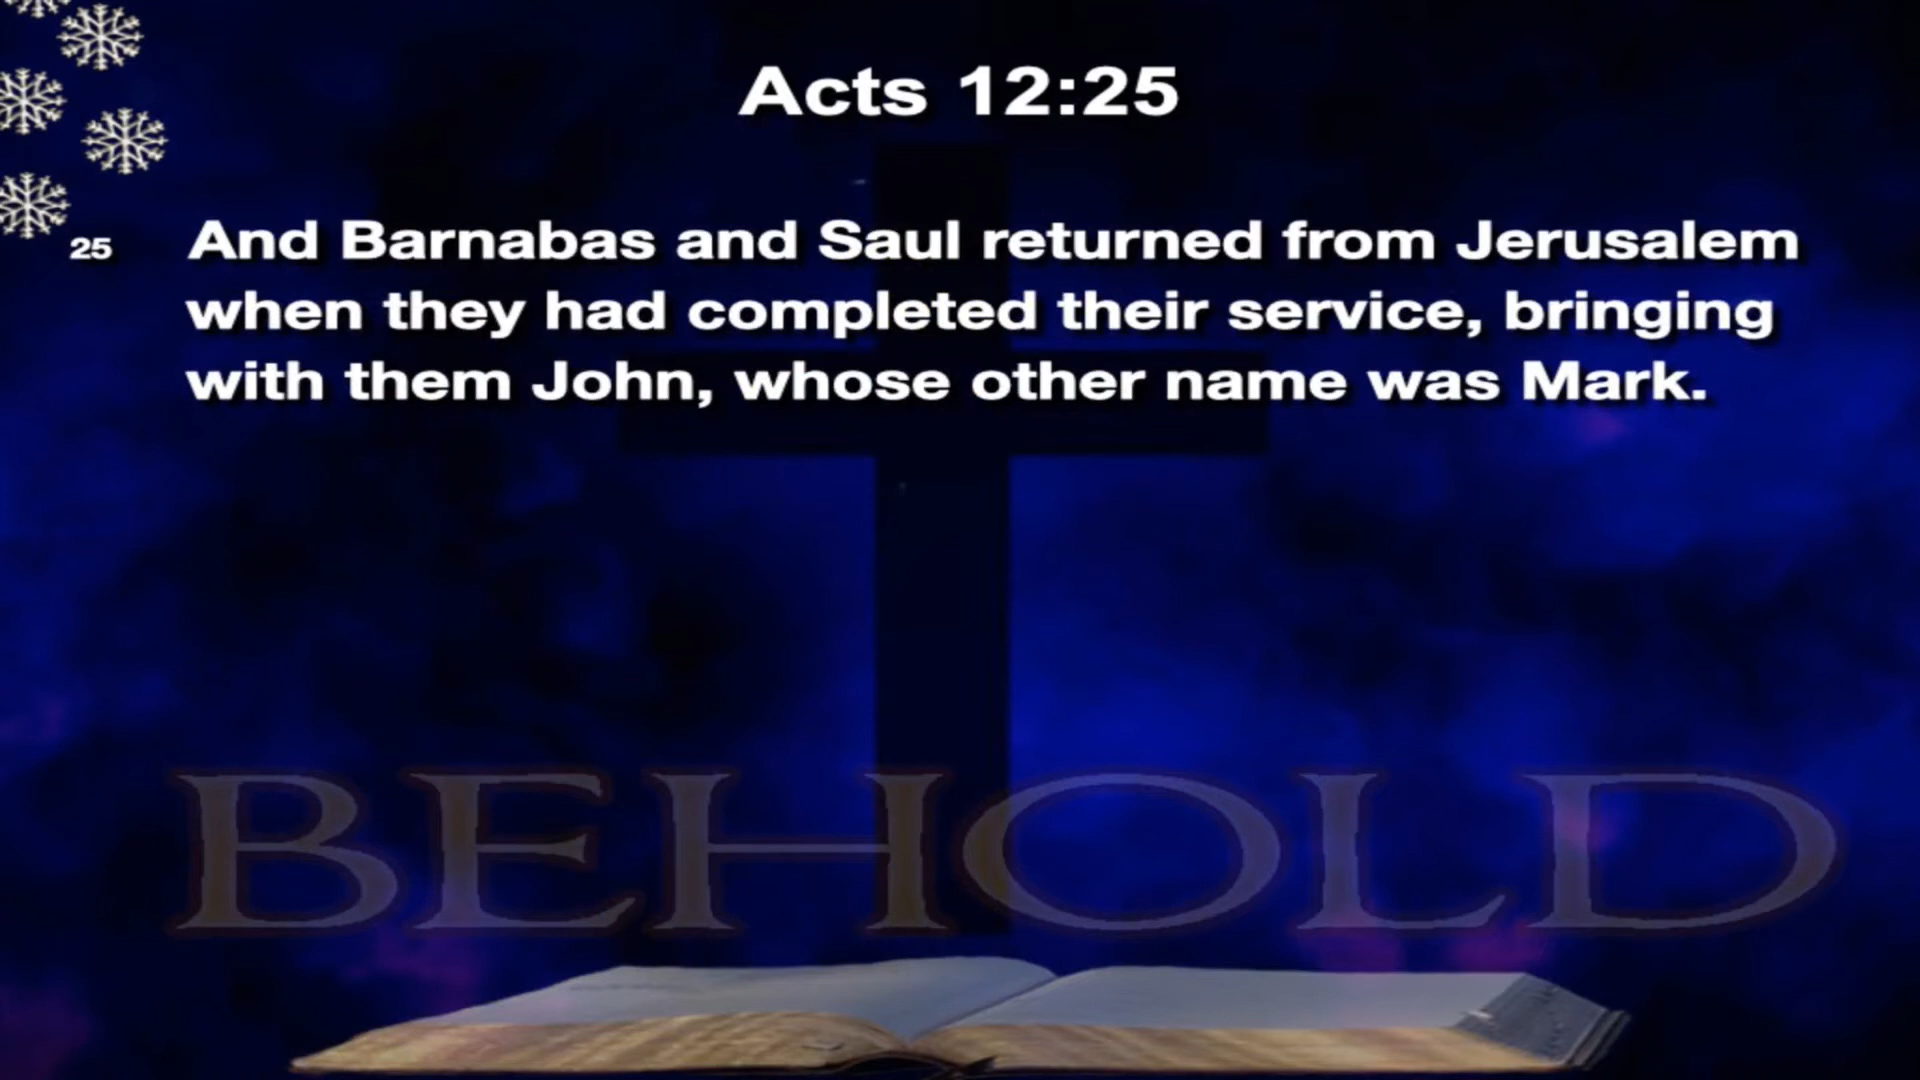 Acts 12:25
25 And Barnabas and Saul returned from Jerusalem
when they had completed their service, bringing
with them John, whose other name was Mark.
BEHOLD